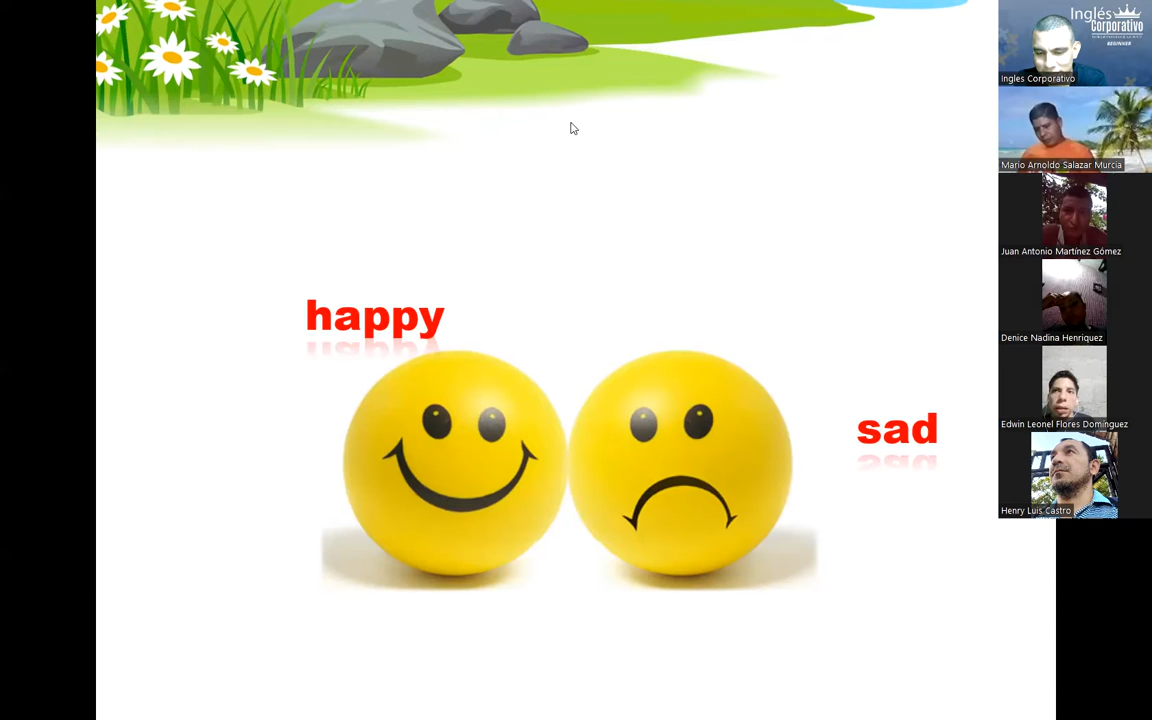 happy
sad
Inglés
Corporativo
BEGINNER
Ingles Corporativo
Mario Arnoldo Salazar Murcia
Juan Antonio Martínez Gómez
Denice Nadina Henriquez
Edwin Leonel Flores Domínguez
Henry Luis Castro